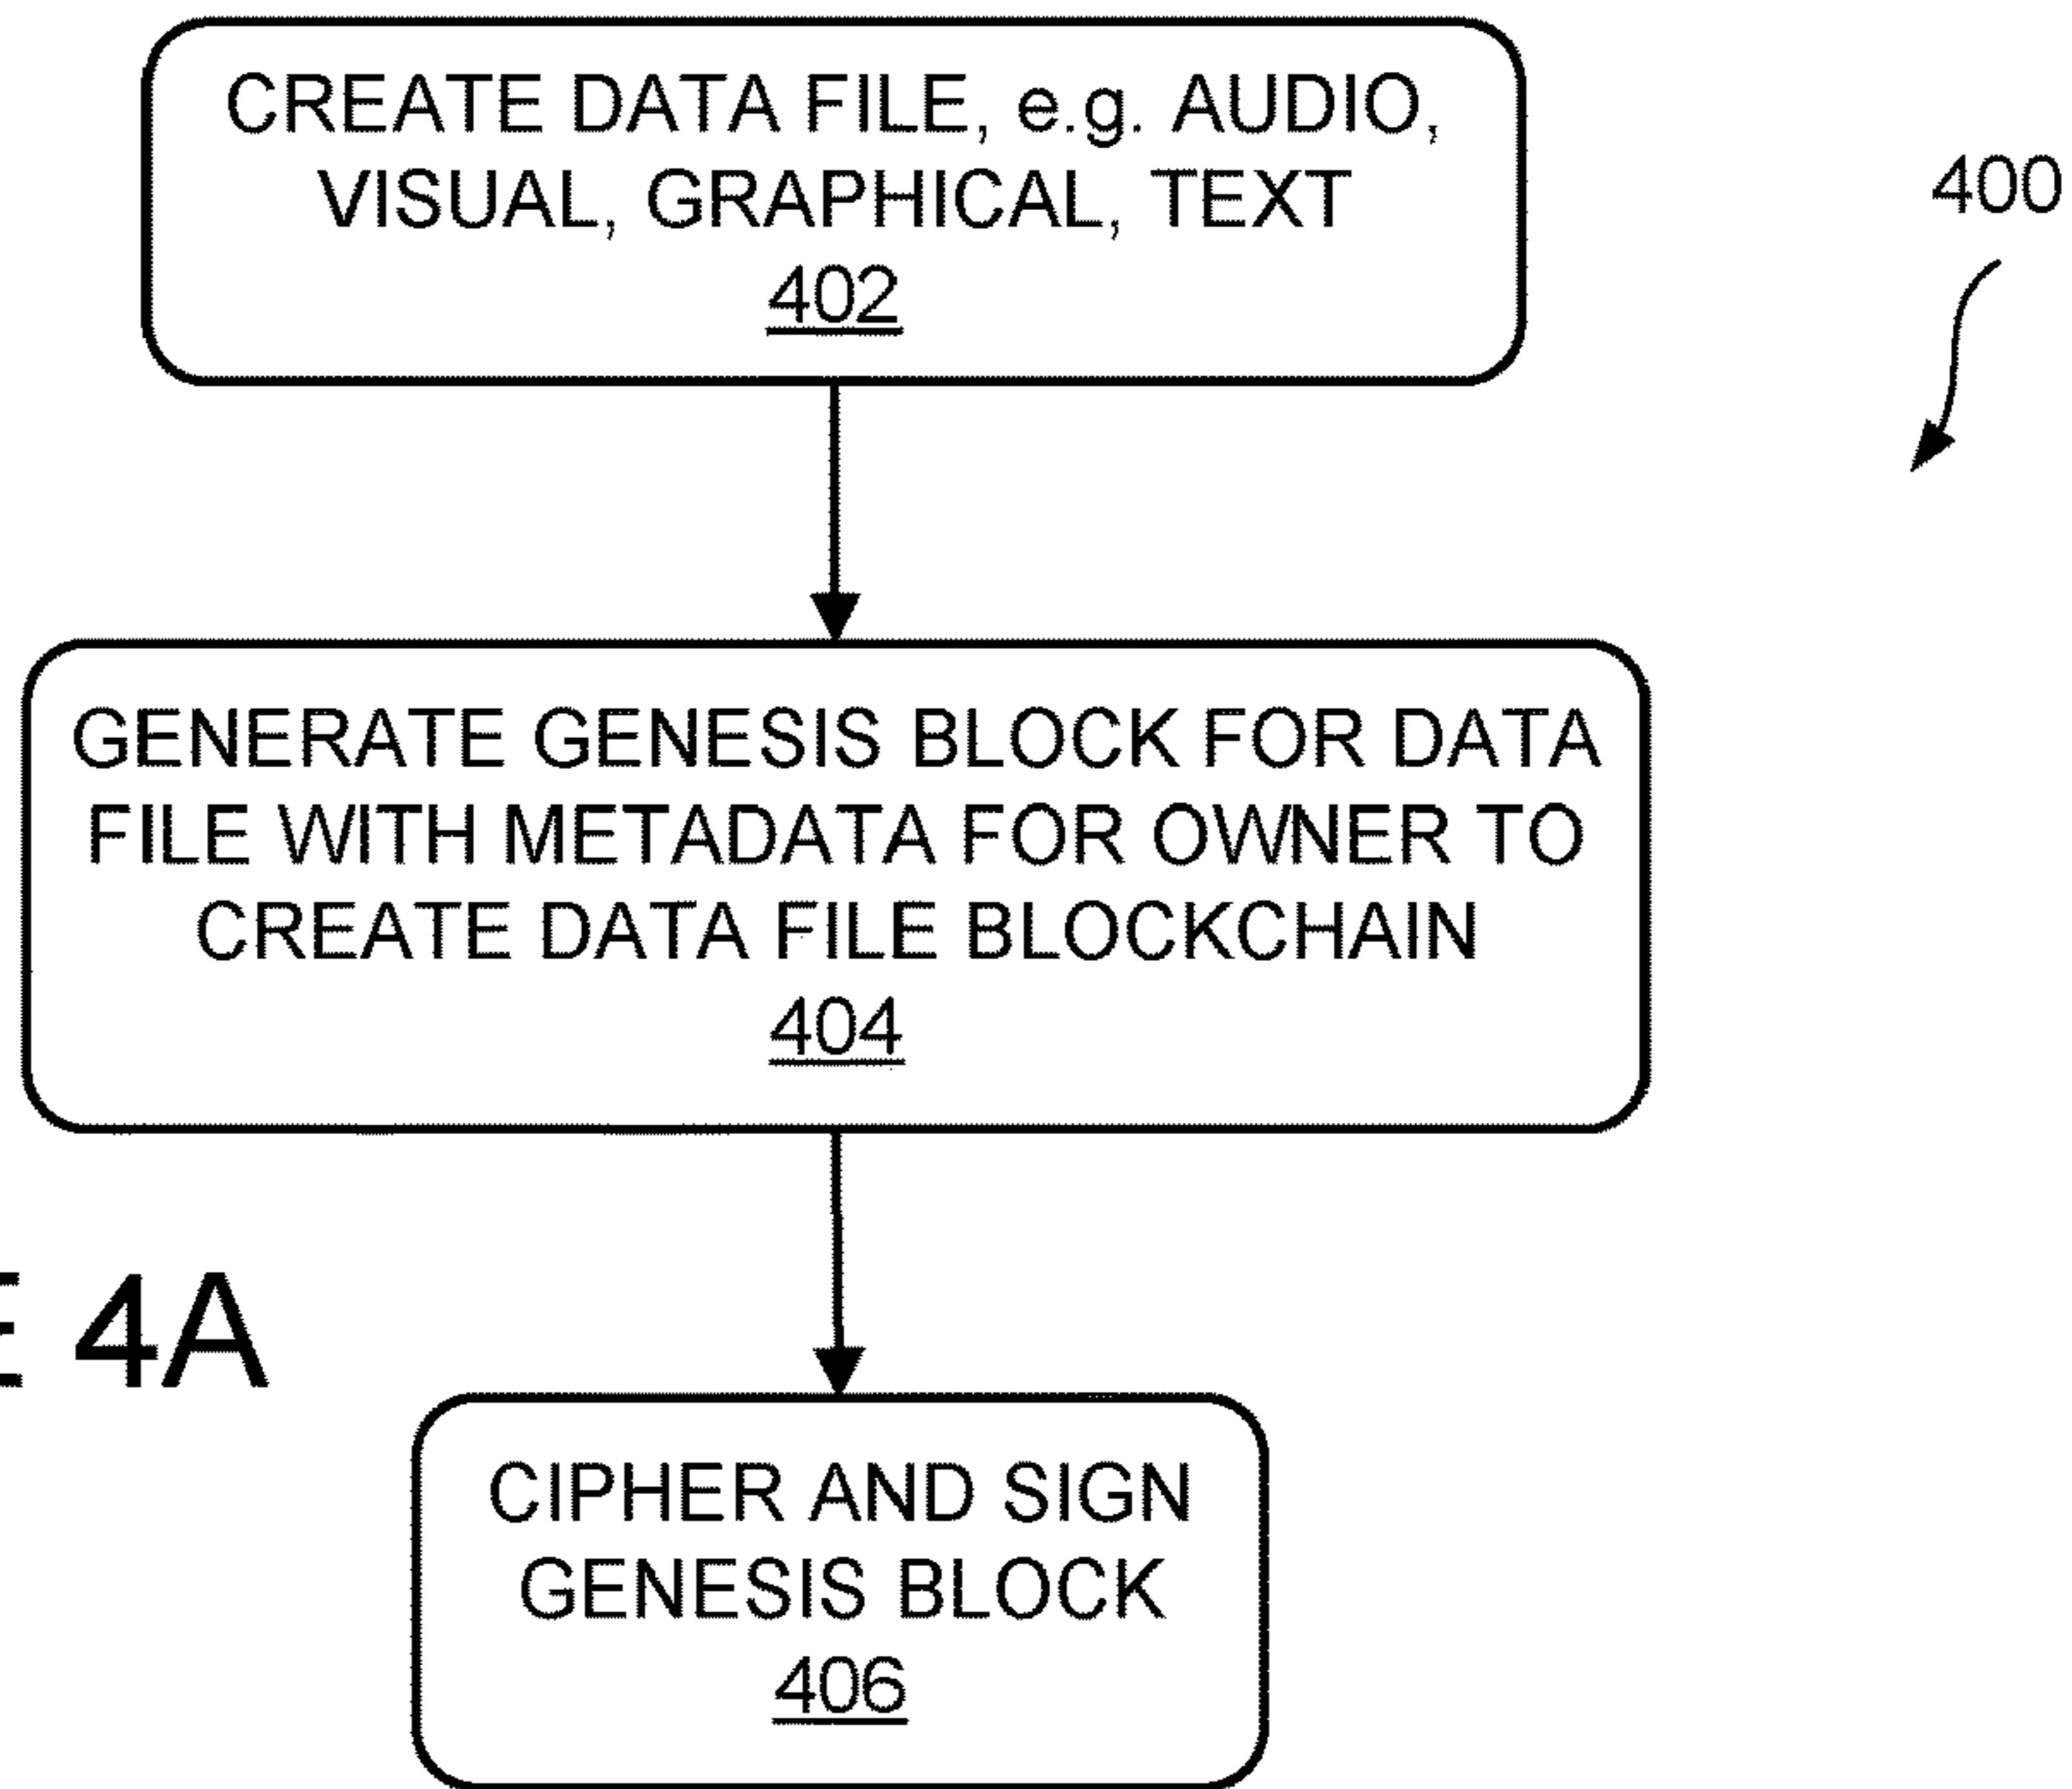 CREATE DATA FILE, e.g. AUDIO,
VISUAL, GRAPHICAL, TEXT
402
400
GENERATE GENESIS BLOCK FOR DATA
FILE WITH METADATA FOR OWNER TO
CREATE DATA FILE BLOCKCHAIN
404
4A
CIPHER AND SIGN
GENESIS BLOCK
406